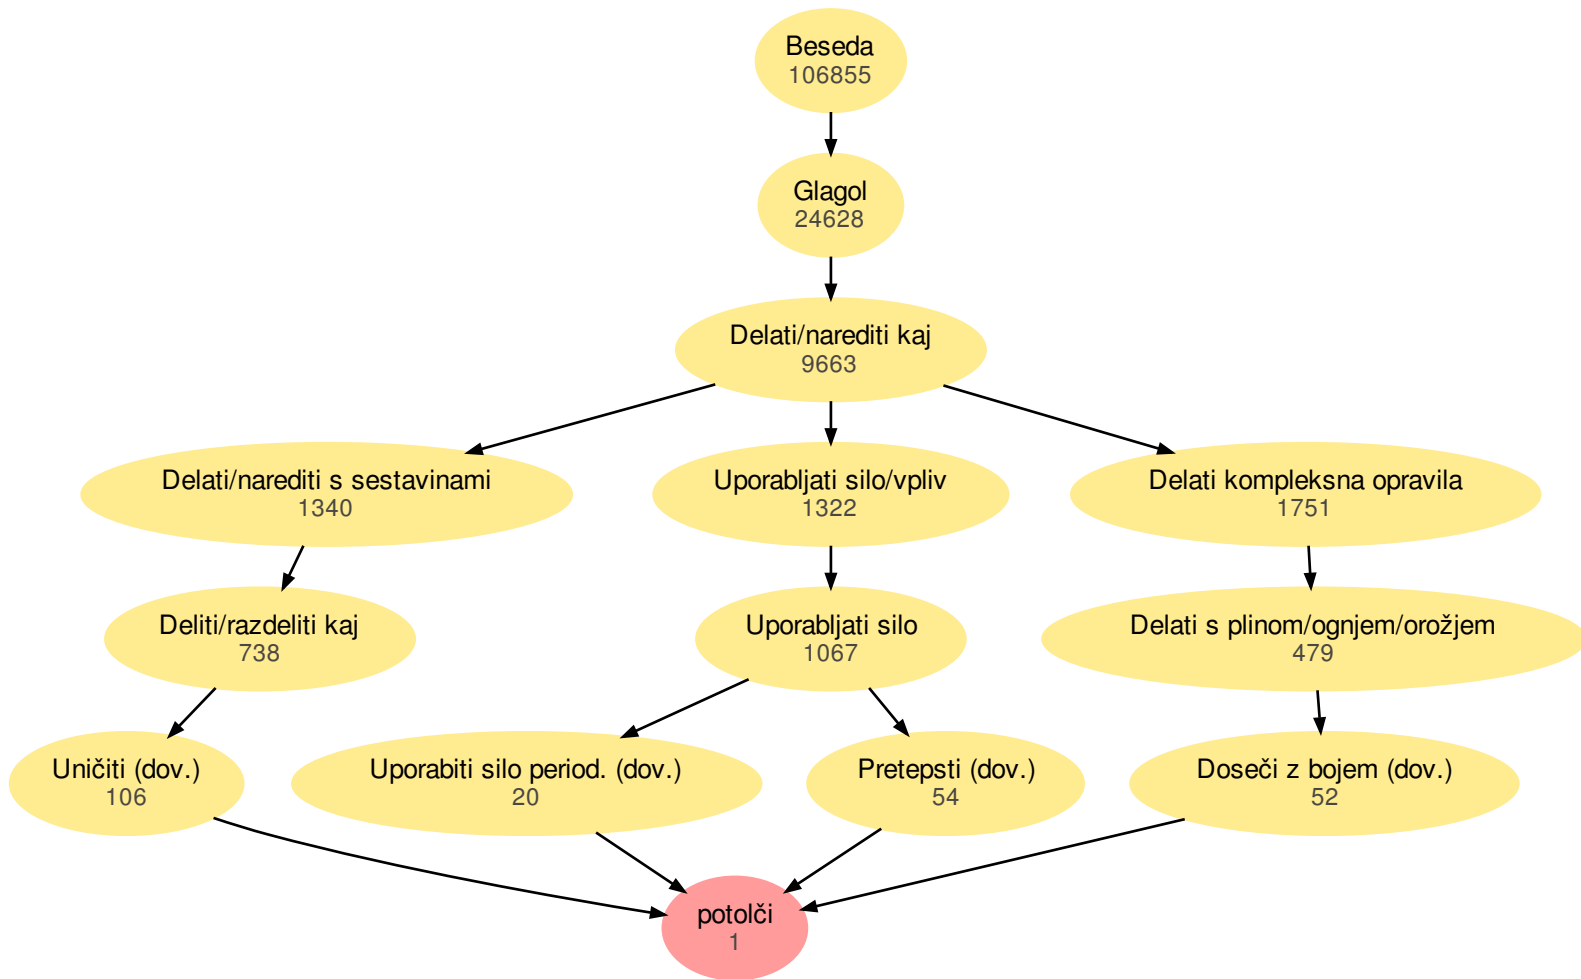 Beseda
106855
Glagol
24628
Delati/narediti kaj
9663
Delati/narediti s sestavinami
1340
Uporabljati silo/vpliv
1322
Delati kompleksna opravila
1751
Deliti/razdeliti kaj
738
Uporabljati silo
1067
Delati s plinom/ognjem/orožjem
479
Uničiti (dov.)
106
Uporabiti silo period. (dov.)
20
Pretepsti (dov.)
54
Doseči z bojem (dov.)
52
potolči
1